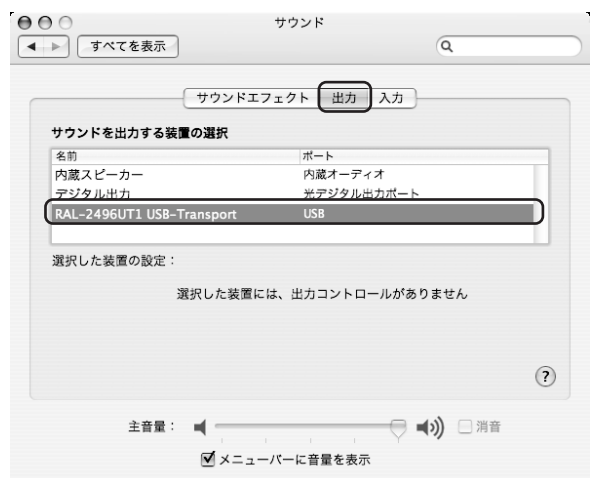 サウンド
すべてを表示
サウンドエフェクト 出力 入力
サウンドを出力する装置の選択
名前 ポート
内蔵スピーカー 内蔵オーディオ
デジタル出力 光デジタル出力ポート
RAL-2496UT1 USB-Transport USB
選択した装置の設定：
選択した装置には、出力コントロールがありません
?
主音量： 消音
メニューバーに音量を表示